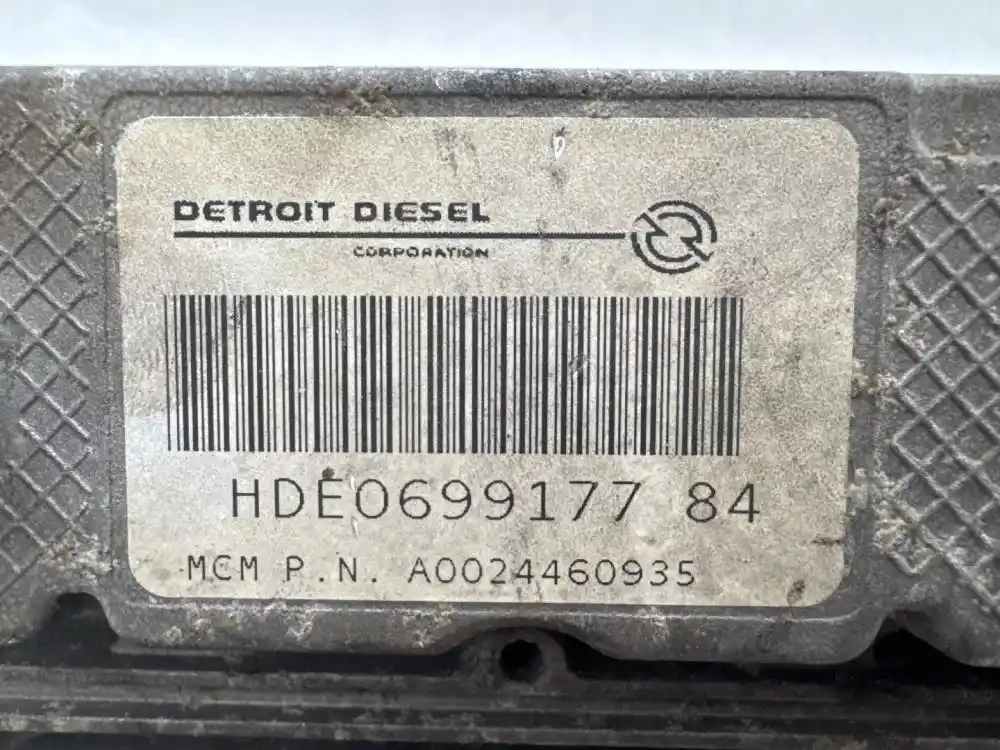 DETROIT DIESEL
CORPORATION
HDE0699177 84
MCM P.N. A0024460935